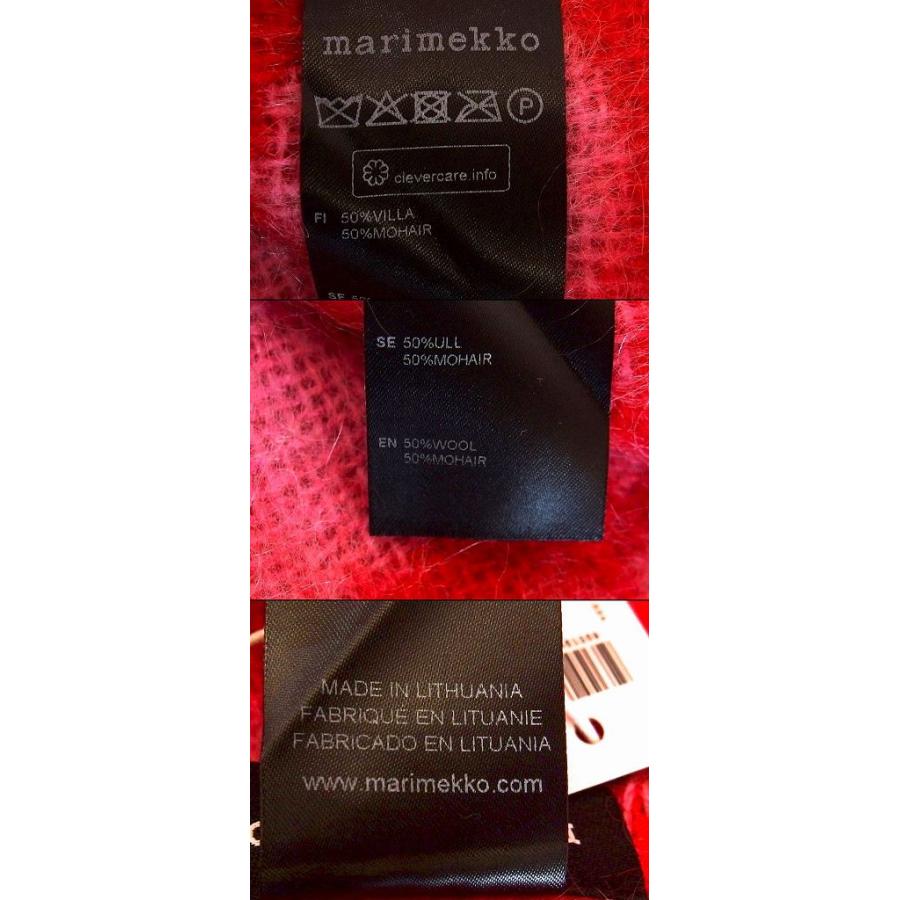 marimekko
P
clevercare.info
FI 50%VILLA
50%MOHAIR
SE 50%ULL
50%MOHAIR
EN 50%WOOL
50%MOHAIR
MADE IN LITHUANIA
FABRIQUÉ EN LITUANIE
FABRICADO EN LITUANIA
www.marimekko.com